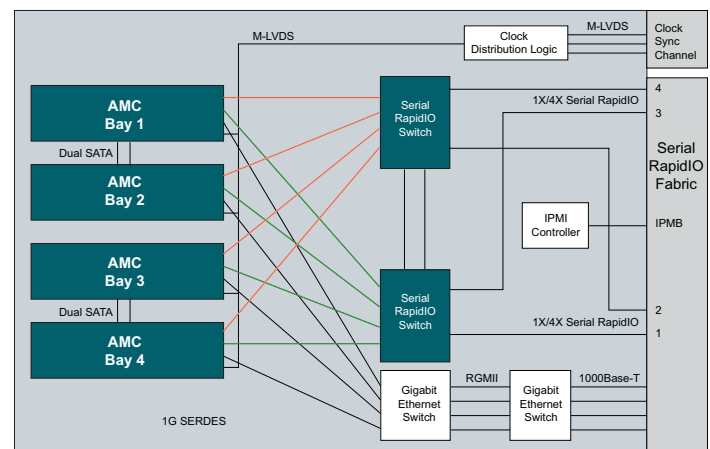 M-LVDS
Clock
Distribution Logic
M-LVDS
Clock
Sync
Channel
AMC
Bay 1
Dual SATA
AMC
Bay 2
AMC
Bay 3
Dual SATA
AMC
Bay 4
1G SERDES
Serial
RapidIO
Switch
Serial
RapidIO
Switch
4
1X/4X Serial RapidIO
3
Serial
RapidIO
Fabric
IPMI
Controller
IPMB
2
1X/4X Serial RapidIO
1
Gigabit
Ethernet
Switch
RGMII
Gigabit
Ethernet
Switch
1000Base-T